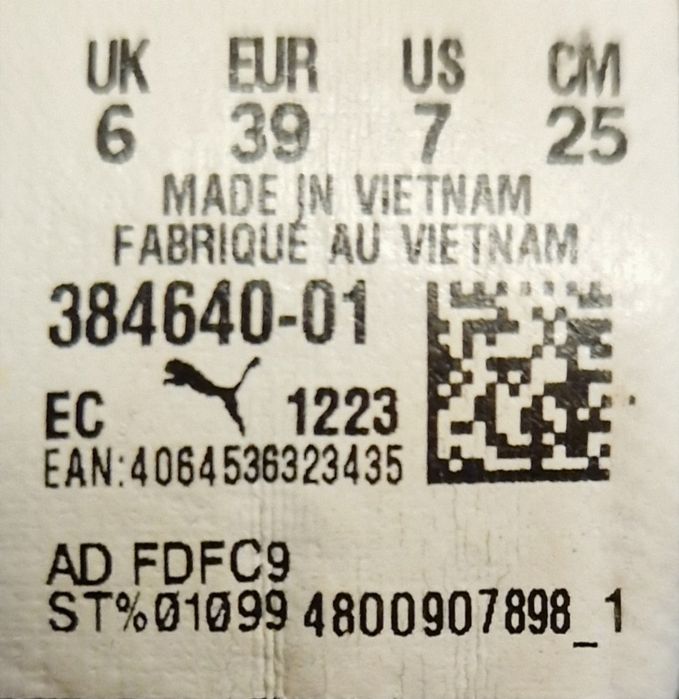 UK EUR US CM
6 39 7 25
MADE IN VIETNAM
FABRIQUÉ AU VIETNAM
384640-01
EC 1223
EAN:4064536323435
AD FDFC9
ST%01099 4800907898_1